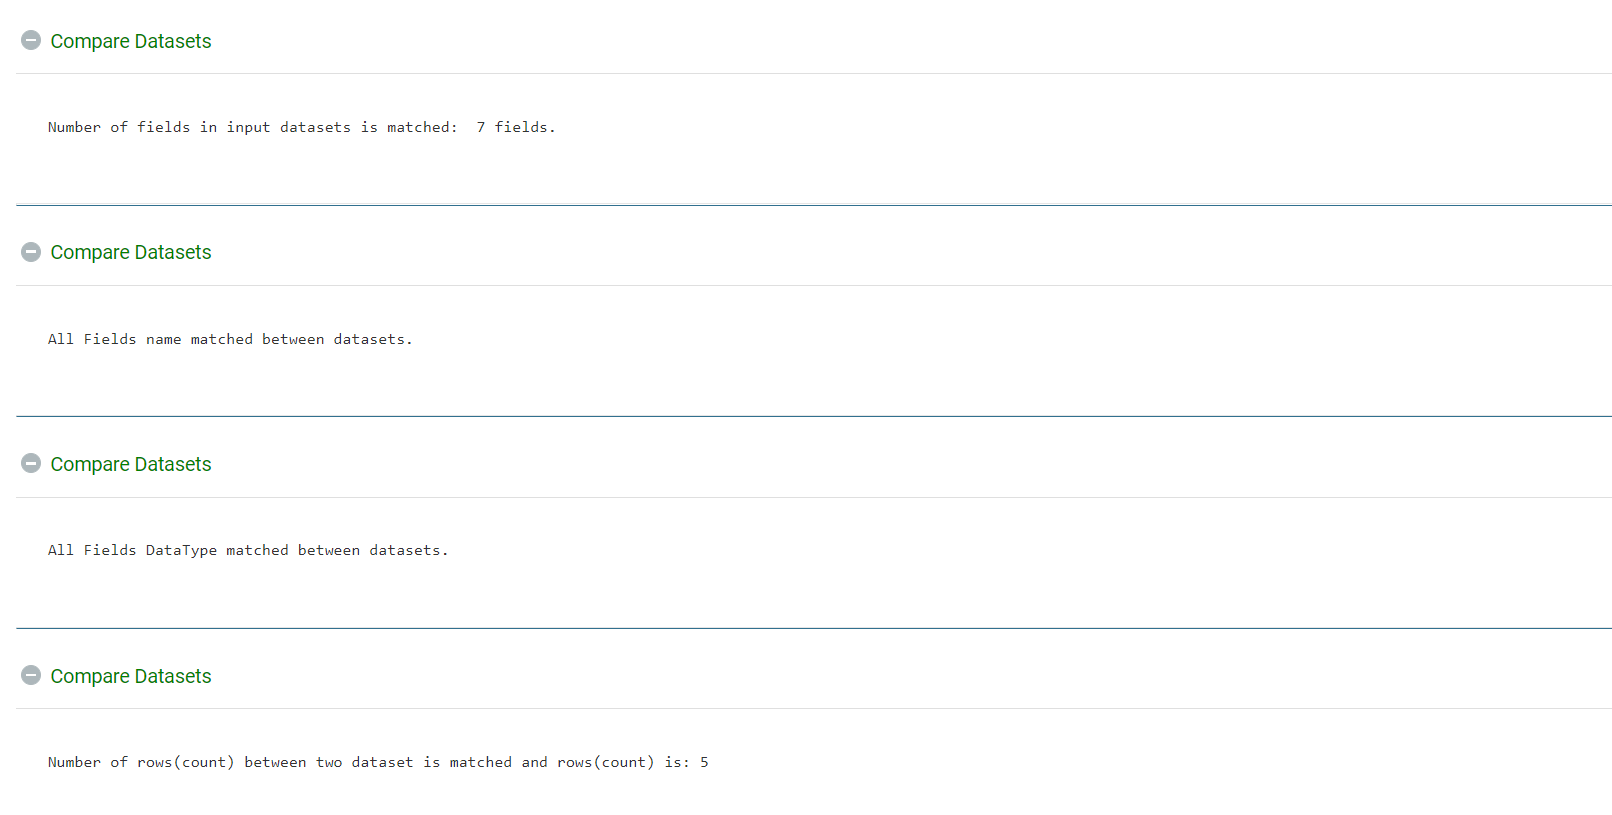 Compare Datasets
Number of fields in input datasets is matched:  7 fields.
Compare Datasets
All Fields name matched between datasets.
Compare Datasets
All Fields DataType matched between datasets.
Compare Datasets
Number of rows(count) between two dataset is matched and rows(count) is: 5